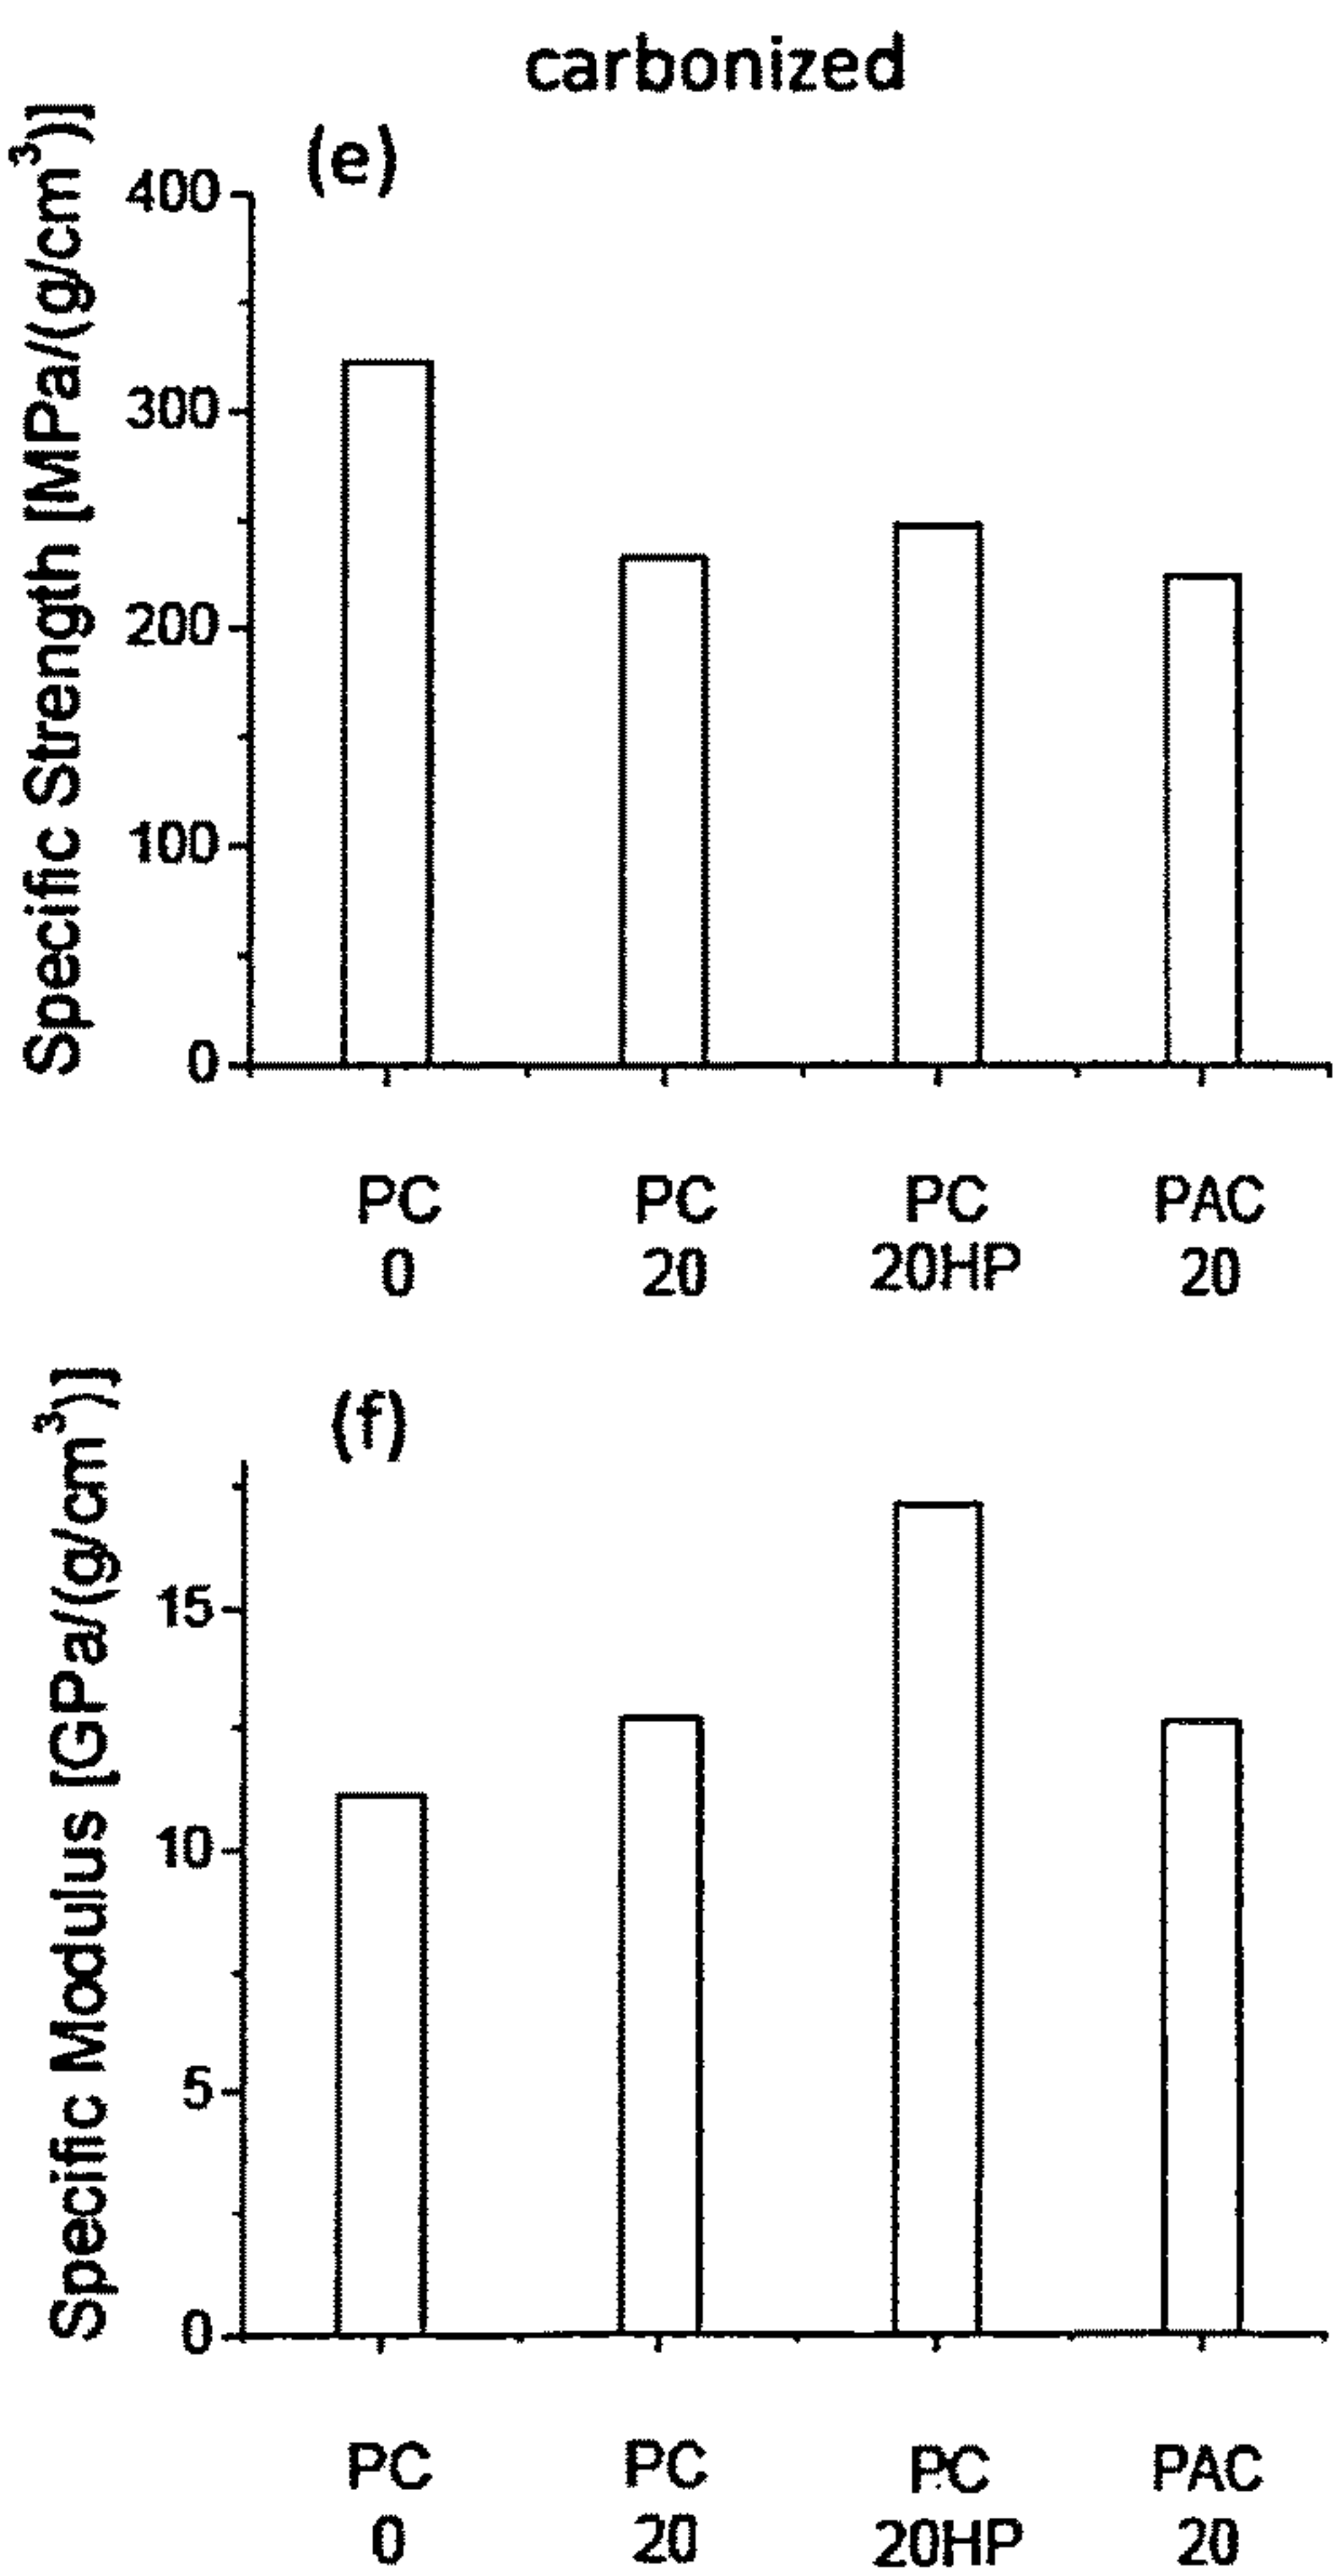 carbonized
(e)
Specific Strength [MPa/(g/cm³)]
400
300
200
100
0
PC
0
PC
20
PC
20HP
PAC
20
(f)
Specific Modulus [GPa/(g/cm³)]
15
10
5
0
PC
0
PC
20
PC
20HP
PAC
20